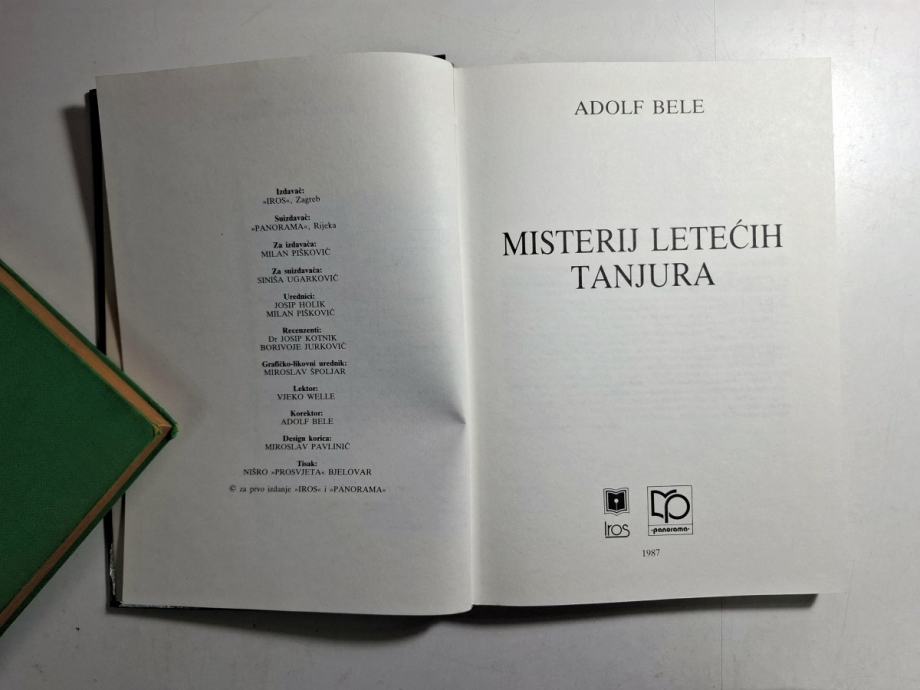 Izdavač:
»IROS«, Zagreb
Suizdavač:
»PANORAMA«, Rijeka
Za izdavača:
MILAN PIŠKOVIĆ
Za suizdavača:
SINIŠA UGARKOVIĆ
Urednici:
JOSIP HOLIK
MILAN PIŠKOVIĆ
Recenzenti:
Dr JOSIP KOTNIK
BORIVOJE JURKOVIĆ
Grafičko-likovni urednik:
MIROSLAV ŠPOLJAR
Lektor:
VJEKO WELLE
Korektor:
ADOLF BELE
Design korica:
MIROSLAV PAVLINIĆ
Tisak:
NIŠRO »PROSVJETA« BJELOVAR
© za prvo izdanje »IROS« i »PANORAMA«
ADOLF BELE
MISTERIJ LETEĆIH
TANJURA
Iros
-panorama-
1987